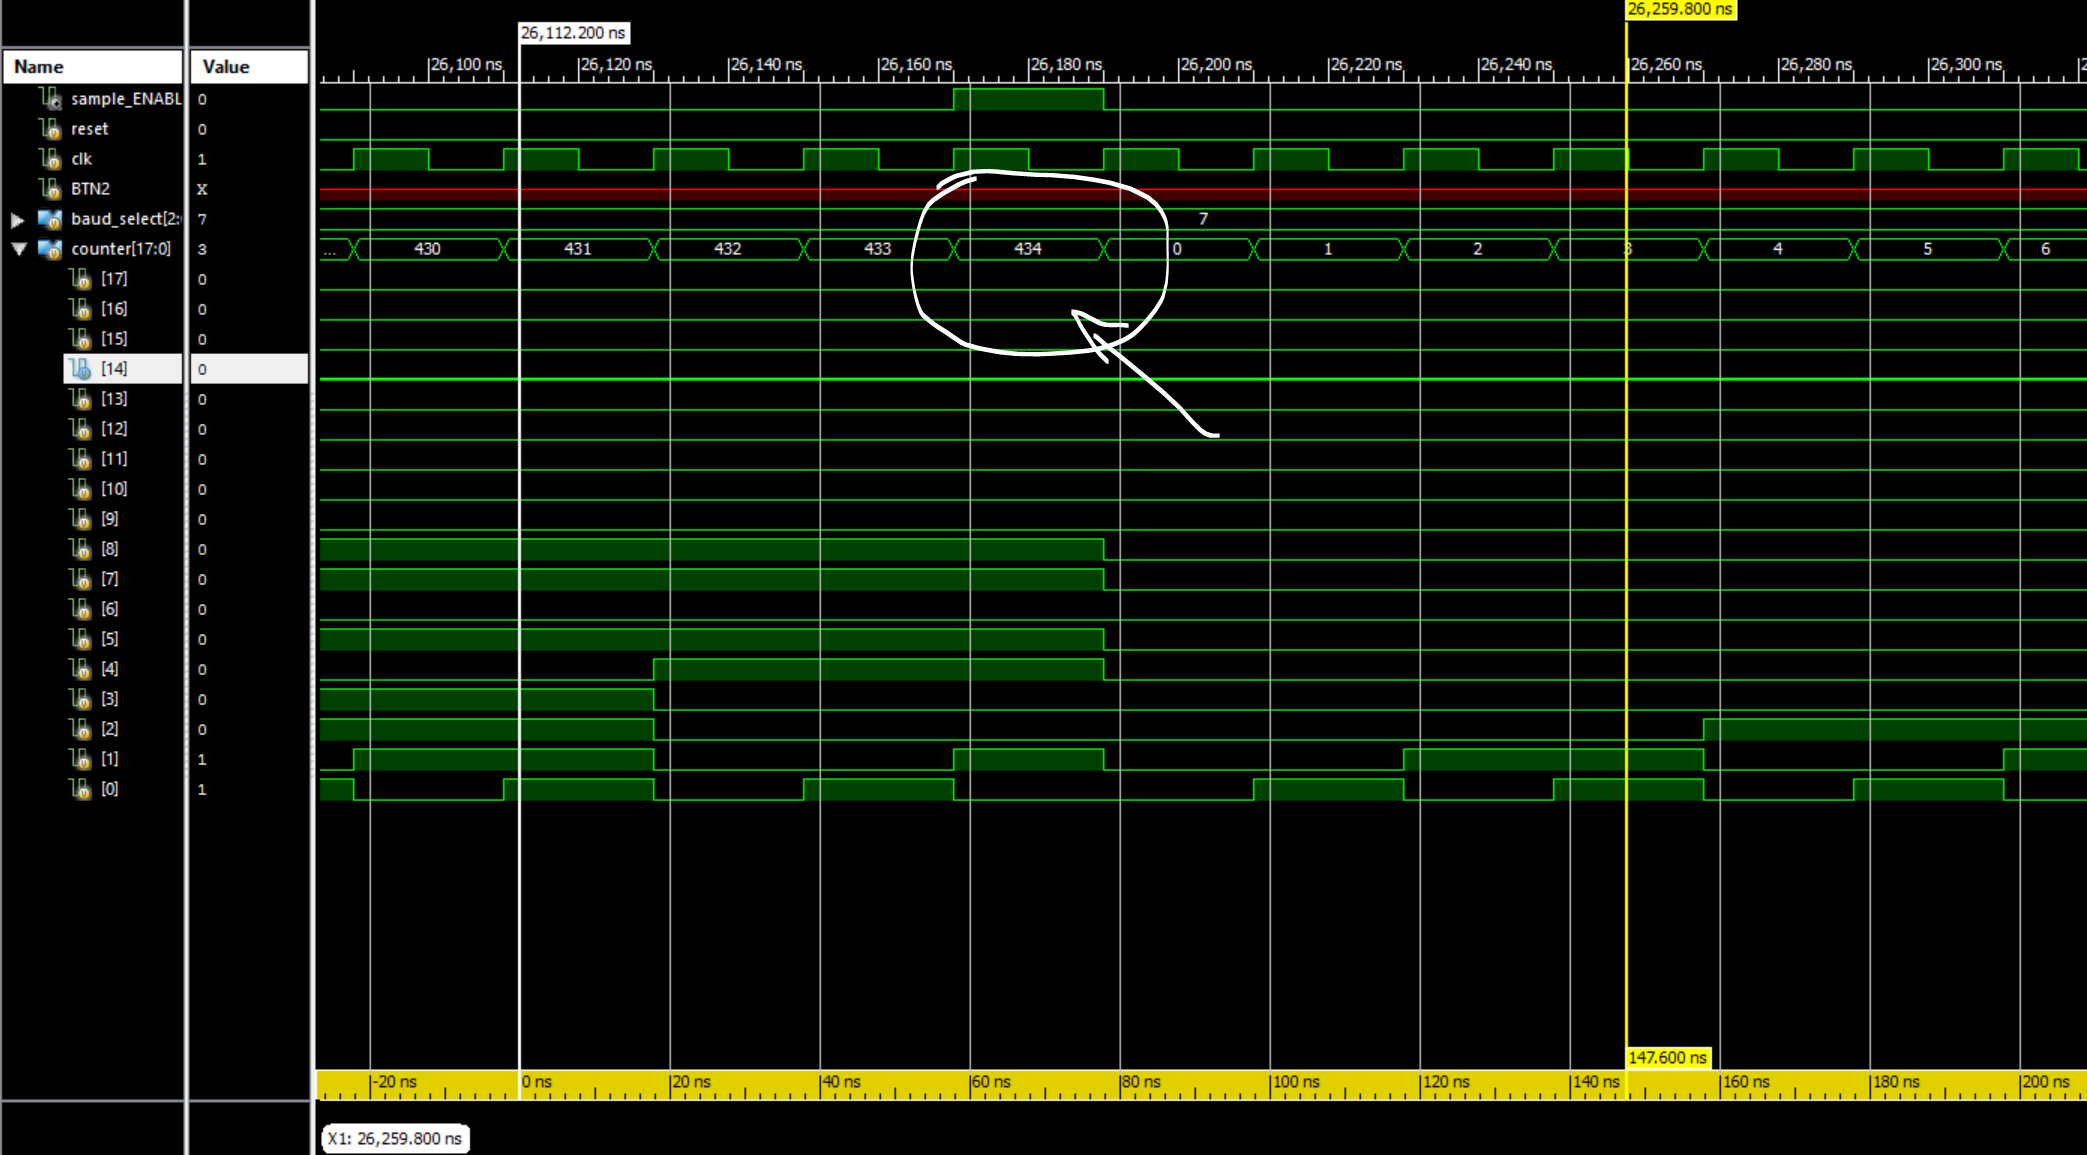 26,259.800 ns
26,112.200 ns
Name Value
26,100 ns 26,120 ns 26,140 ns 26,160 ns 26,180 ns 26,200 ns 26,220 ns 26,240 ns 26,260 ns 26,280 ns 26,300 ns
sample_ENABL 0
reset 0
clk 1
BTN2 X
baud_select[2: 7 7
counter[17:0] 3 ... 430 431 432 433 434 0 1 2 3 4 5 6
[17] 0
[16] 0
[15] 0
[14] 0
[13] 0
[12] 0
[11] 0
[10] 0
[9] 0
[8] 0
[7] 0
[6] 0
[5] 0
[4] 0
[3] 0
[2] 0
[1] 1
[0] 1
147.600 ns
-20 ns 0 ns 20 ns 40 ns 60 ns 80 ns 100 ns 120 ns 140 ns 160 ns 180 ns 200 ns
X1: 26,259.800 ns